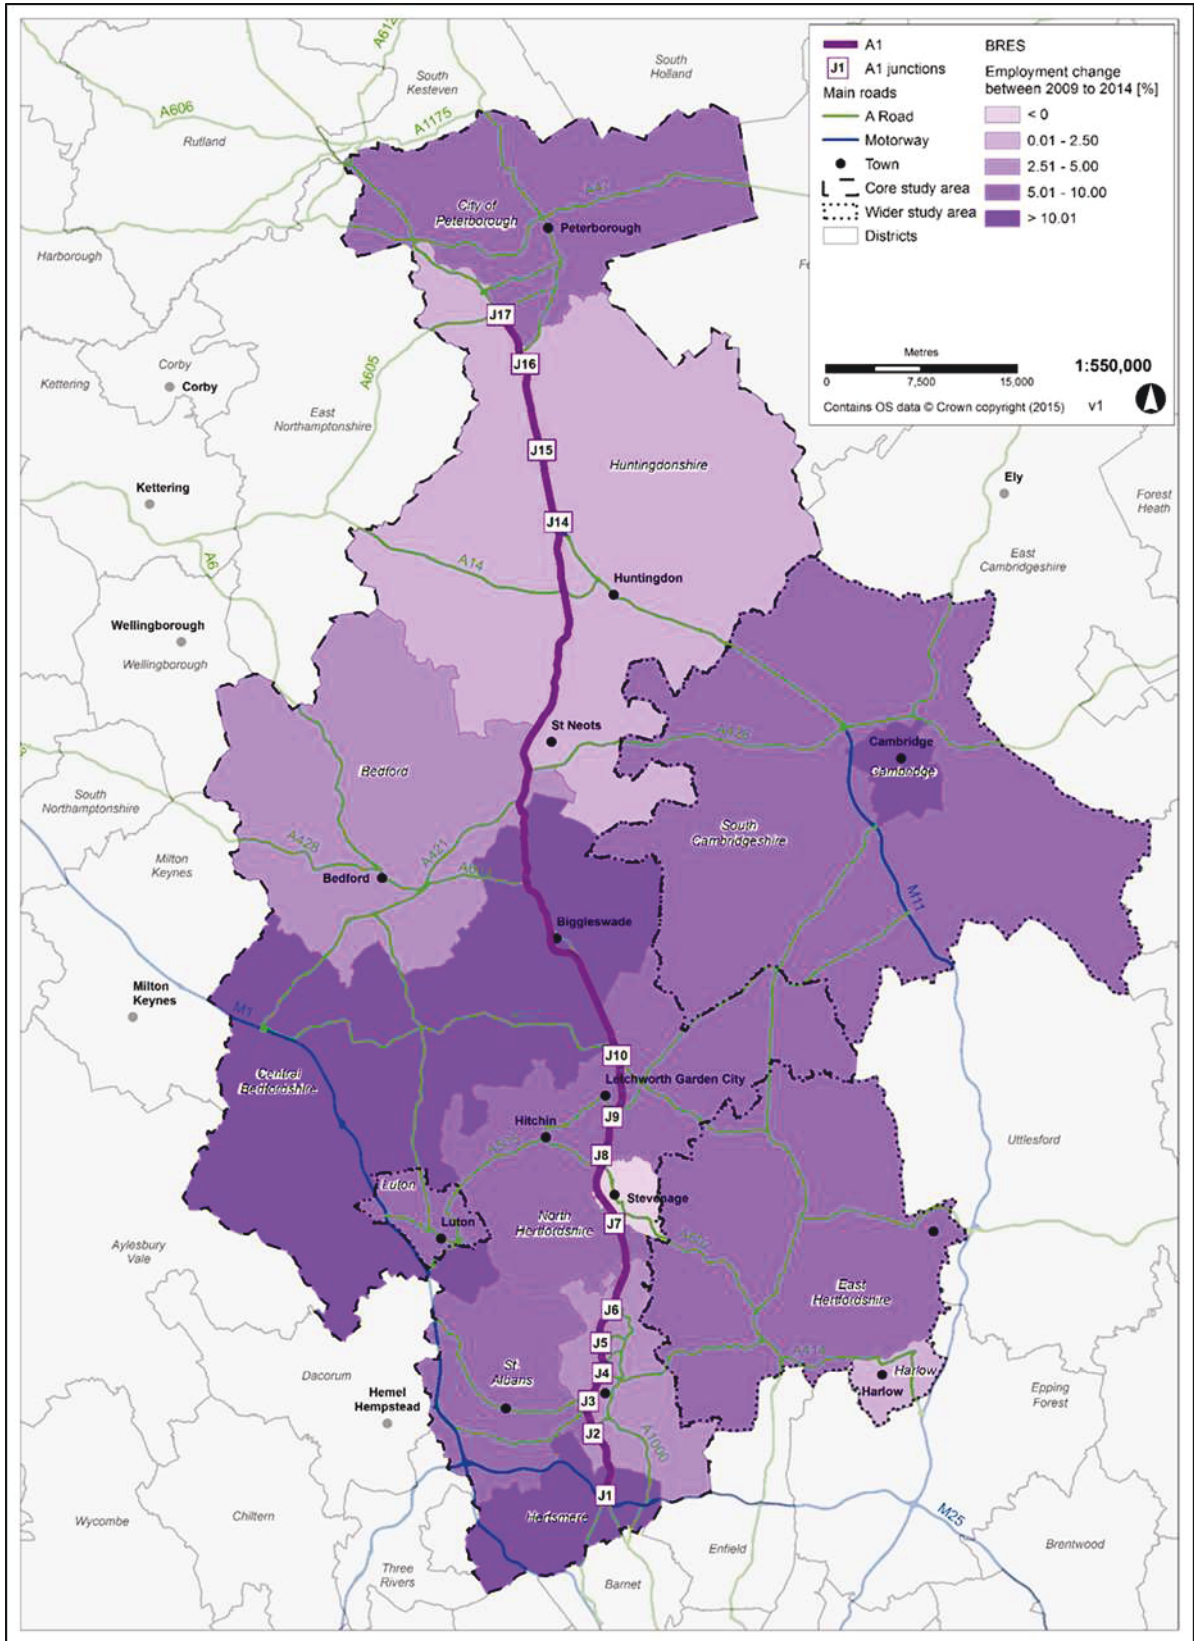 A612
South
Kesteven
South
Holland
A606
A1175
Rutland
A1
J1
A1 junctions
Main roads
A Road
Motorway
Town
Core study area
Wider study area
Districts
BRES
Employment change
between 2009 to 2014 [%]
< 0
0.01 - 2.50
2.51 - 5.00
5.01 - 10.00
> 10.01
Metres
0
7,500
15,000
1:550,000
Contains OS data © Crown copyright (2015)
v1
City of
Peterborough
Peterborough
Harborough
J17
J16
Corby
Kettering
Corby
A605
East
Northamptonshire
J15
Huntingdonshire
Kettering
Ely
Forest
Heath
J14
A6
A14
East
Cambridgeshire
Huntingdon
Wellingborough
Wellingborough
St Neots
A428
Cambridge
Cambridge
Bedford
South
Northamptonshire
South
Cambridgeshire
A428
A421
Milton
Keynes
Bedford
M11
Biggleswade
Milton
Keynes
M1
J10
Central
Bedfordshire
Letchworth Garden City
J9
Hitchin
J8
Uttlesford
Luton
Stevenage
Luton
North
Hertfordshire
J7
Aylesbury
Vale
East
Hertfordshire
J6
J5
A414
St.
Albans
J4
Harlow
Harlow
Dacorum
Hemel
Hempstead
J3
Epping
Forest
J2
A1000
J1
Hertsmere
M25
Wycombe
Chiltern
Enfield
Brentwood
Three
Rivers
Barnet